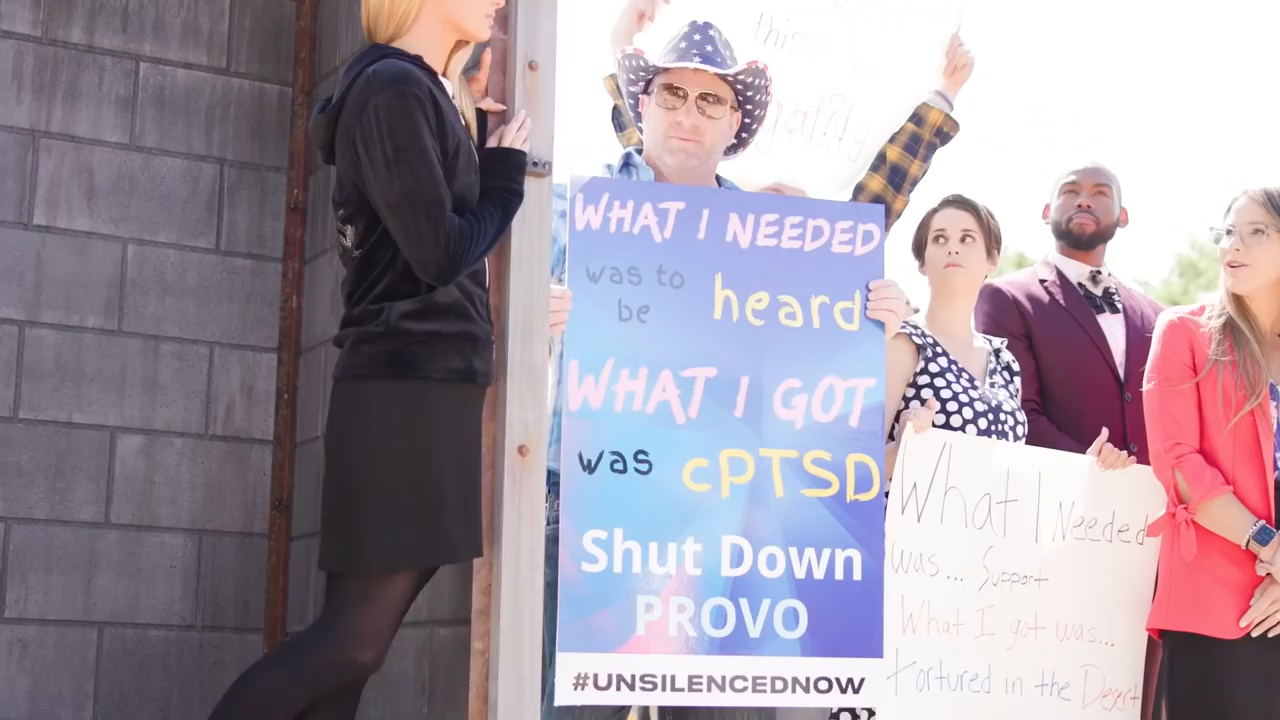 this
WHAT I NEEDED
was to
be
heard
WHAT I GOT
was cPTSD
Shut Down
PROVO
#UNSILENCEDNOW
What I Needed
was... Support
What I got was...
Tortured in the Desert